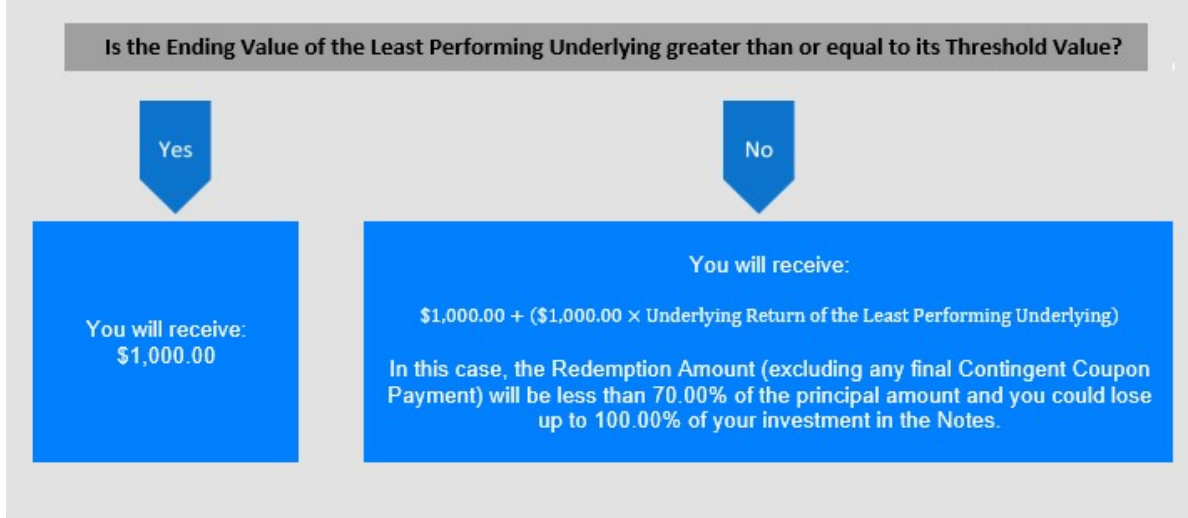 Is the Ending Value of the Least Performing Underlying greater than or equal to its Threshold Value?
Yes
No
You will receive:
$1,000.00
You will receive:
$1,000.00 + ($1,000.00 × Underlying Return of the Least Performing Underlying)
In this case, the Redemption Amount (excluding any final Contingent Coupon
Payment) will be less than 70.00% of the principal amount and you could lose
up to 100.00% of your investment in the Notes.